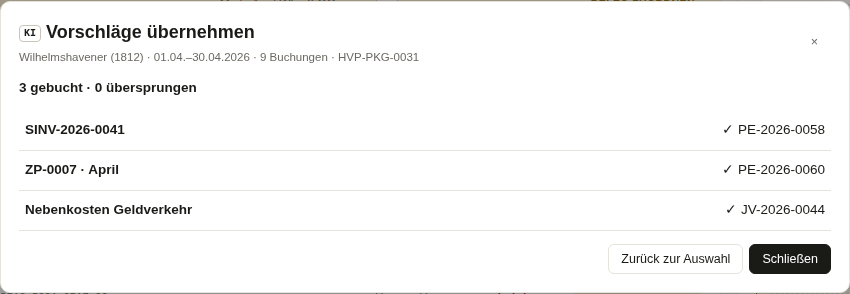 KI Vorschläge übernehmen
×
Wilhelmshavener (1812) · 01.04.–30.04.2026 · 9 Buchungen · HVP-PKG-0031
3 gebucht · 0 übersprungen
SINV-2026-0041 ✓ PE-2026-0058
ZP-0007 · April ✓ PE-2026-0060
Nebenkosten Geldverkehr ✓ JV-2026-0044
Zurück zur Auswahl Schließen